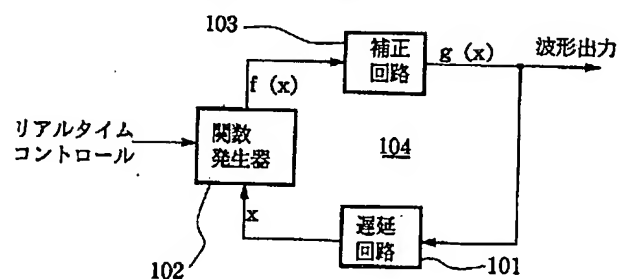 103
補正
回路
g (x)
波形出力
f (x)
リアルタイム
コントロール
関数
発生器
104
x
遅延
回路
102
101